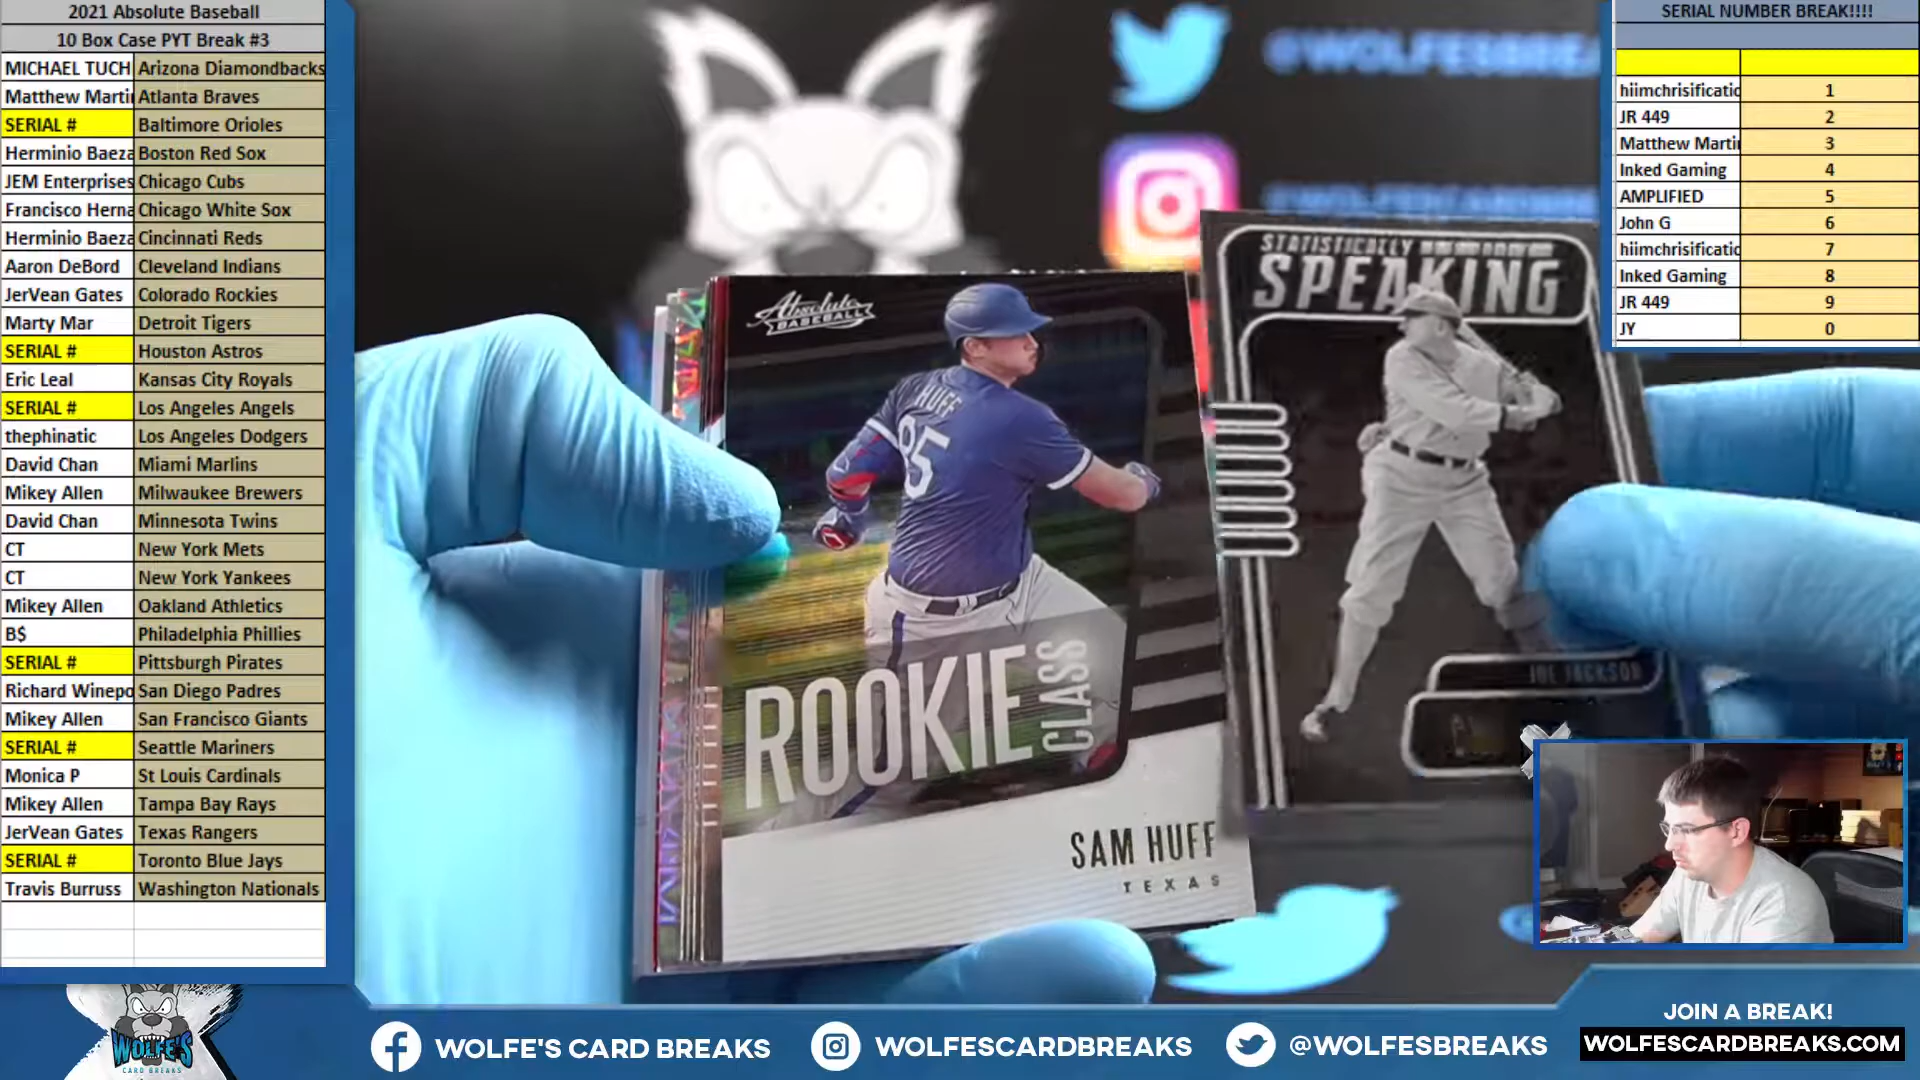 2021 Absolute Baseball
10 Box Case PYT Break #3
MICHAEL TUCH Arizona Diamondbacks
Matthew Martin Atlanta Braves
SERIAL # Baltimore Orioles
Herminio Baeza Boston Red Sox
JEM Enterprises Chicago Cubs
Francisco Herna Chicago White Sox
Herminio Baeza Cincinnati Reds
Aaron DeBord Cleveland Indians
JerVean Gates Colorado Rockies
Marty Mar Detroit Tigers
SERIAL # Houston Astros
Eric Leal Kansas City Royals
SERIAL # Los Angeles Angels
thephinatic Los Angeles Dodgers
David Chan Miami Marlins
Mikey Allen Milwaukee Brewers
David Chan Minnesota Twins
CT New York Mets
CT New York Yankees
Mikey Allen Oakland Athletics
B$ Philadelphia Phillies
SERIAL # Pittsburgh Pirates
Richard Winepo San Diego Padres
Mikey Allen San Francisco Giants
SERIAL # Seattle Mariners
Monica P St Louis Cardinals
Mikey Allen Tampa Bay Rays
JerVean Gates Texas Rangers
SERIAL # Toronto Blue Jays
Travis Burruss Washington Nationals
SERIAL NUMBER BREAK!!!!
hiimchrisificatio 1
JR 449 2
Matthew Martin 3
Inked Gaming 4
AMPLIFIED 5
John G 6
hiimchrisificatio 7
Inked Gaming 8
JR 449 9
JY 0
@WOLFESBREA
@WOLFESCARDBR
Absolute
BASEBALL
HUFF
85
ROOKIE
CLASS
SAM HUFF
TEXAS
STATISTICALLY
SPEAKING
JOE JACKSON
WOLFE'S
CARD BREAKS
WOLFE'S CARD BREAKS
WOLFESCARDBREAKS
@WOLFESBREAKS
JOIN A BREAK!
WOLFESCARDBREAKS.COM